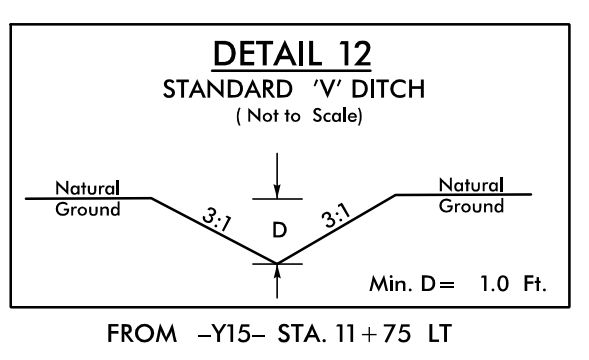 DETAIL 12
STANDARD 'V' DITCH
( Not to Scale)
Natural
Ground
3:1
D
3:1
Natural
Ground
Min. D= 1.0 Ft.
FROM -Y15- STA. 11+75 LT